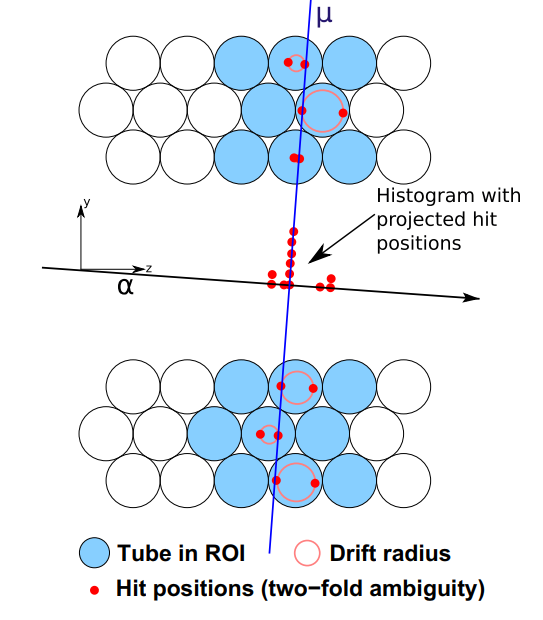 μ
Histogram with
projected hit
positions
y
z
α
Tube in ROI
Drift radius
Hit positions (two−fold ambiguity)